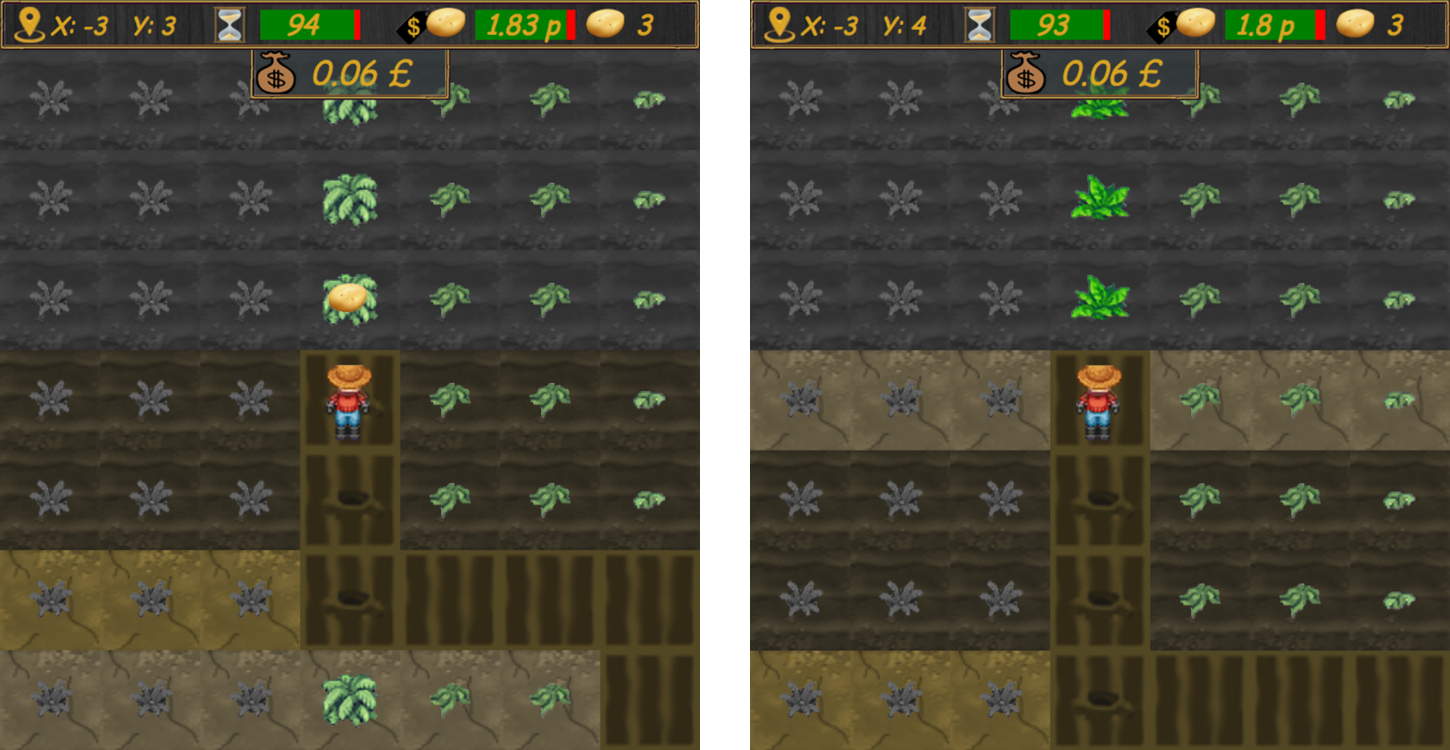 X: -3 Y: 3 94 $ 1.83 p 3
$ 0.06 £
X: -3 Y: 4 93 $ 1.8 p 3
$ 0.06 £